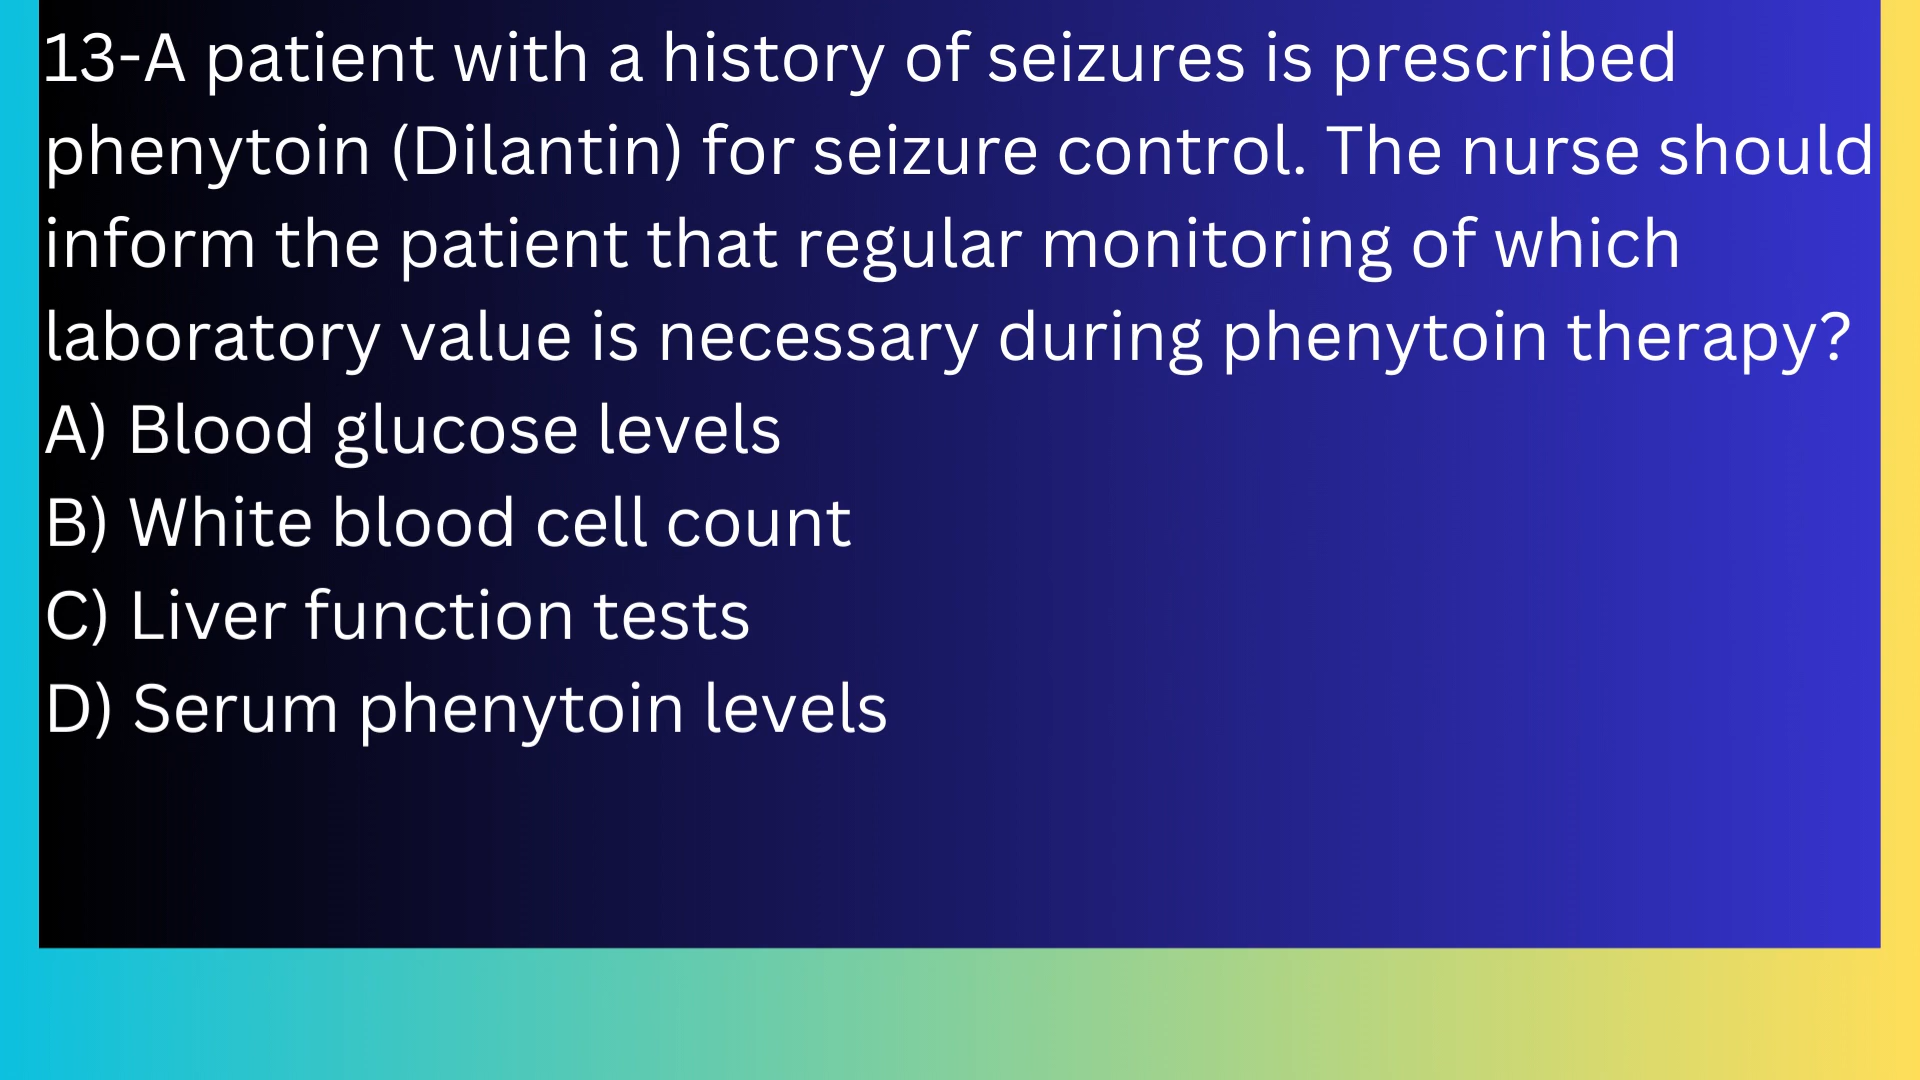 13-A patient with a history of seizures is prescribed
phenytoin (Dilantin) for seizure control. The nurse should
inform the patient that regular monitoring of which
laboratory value is necessary during phenytoin therapy?
A) Blood glucose levels
B) White blood cell count
C) Liver function tests
D) Serum phenytoin levels